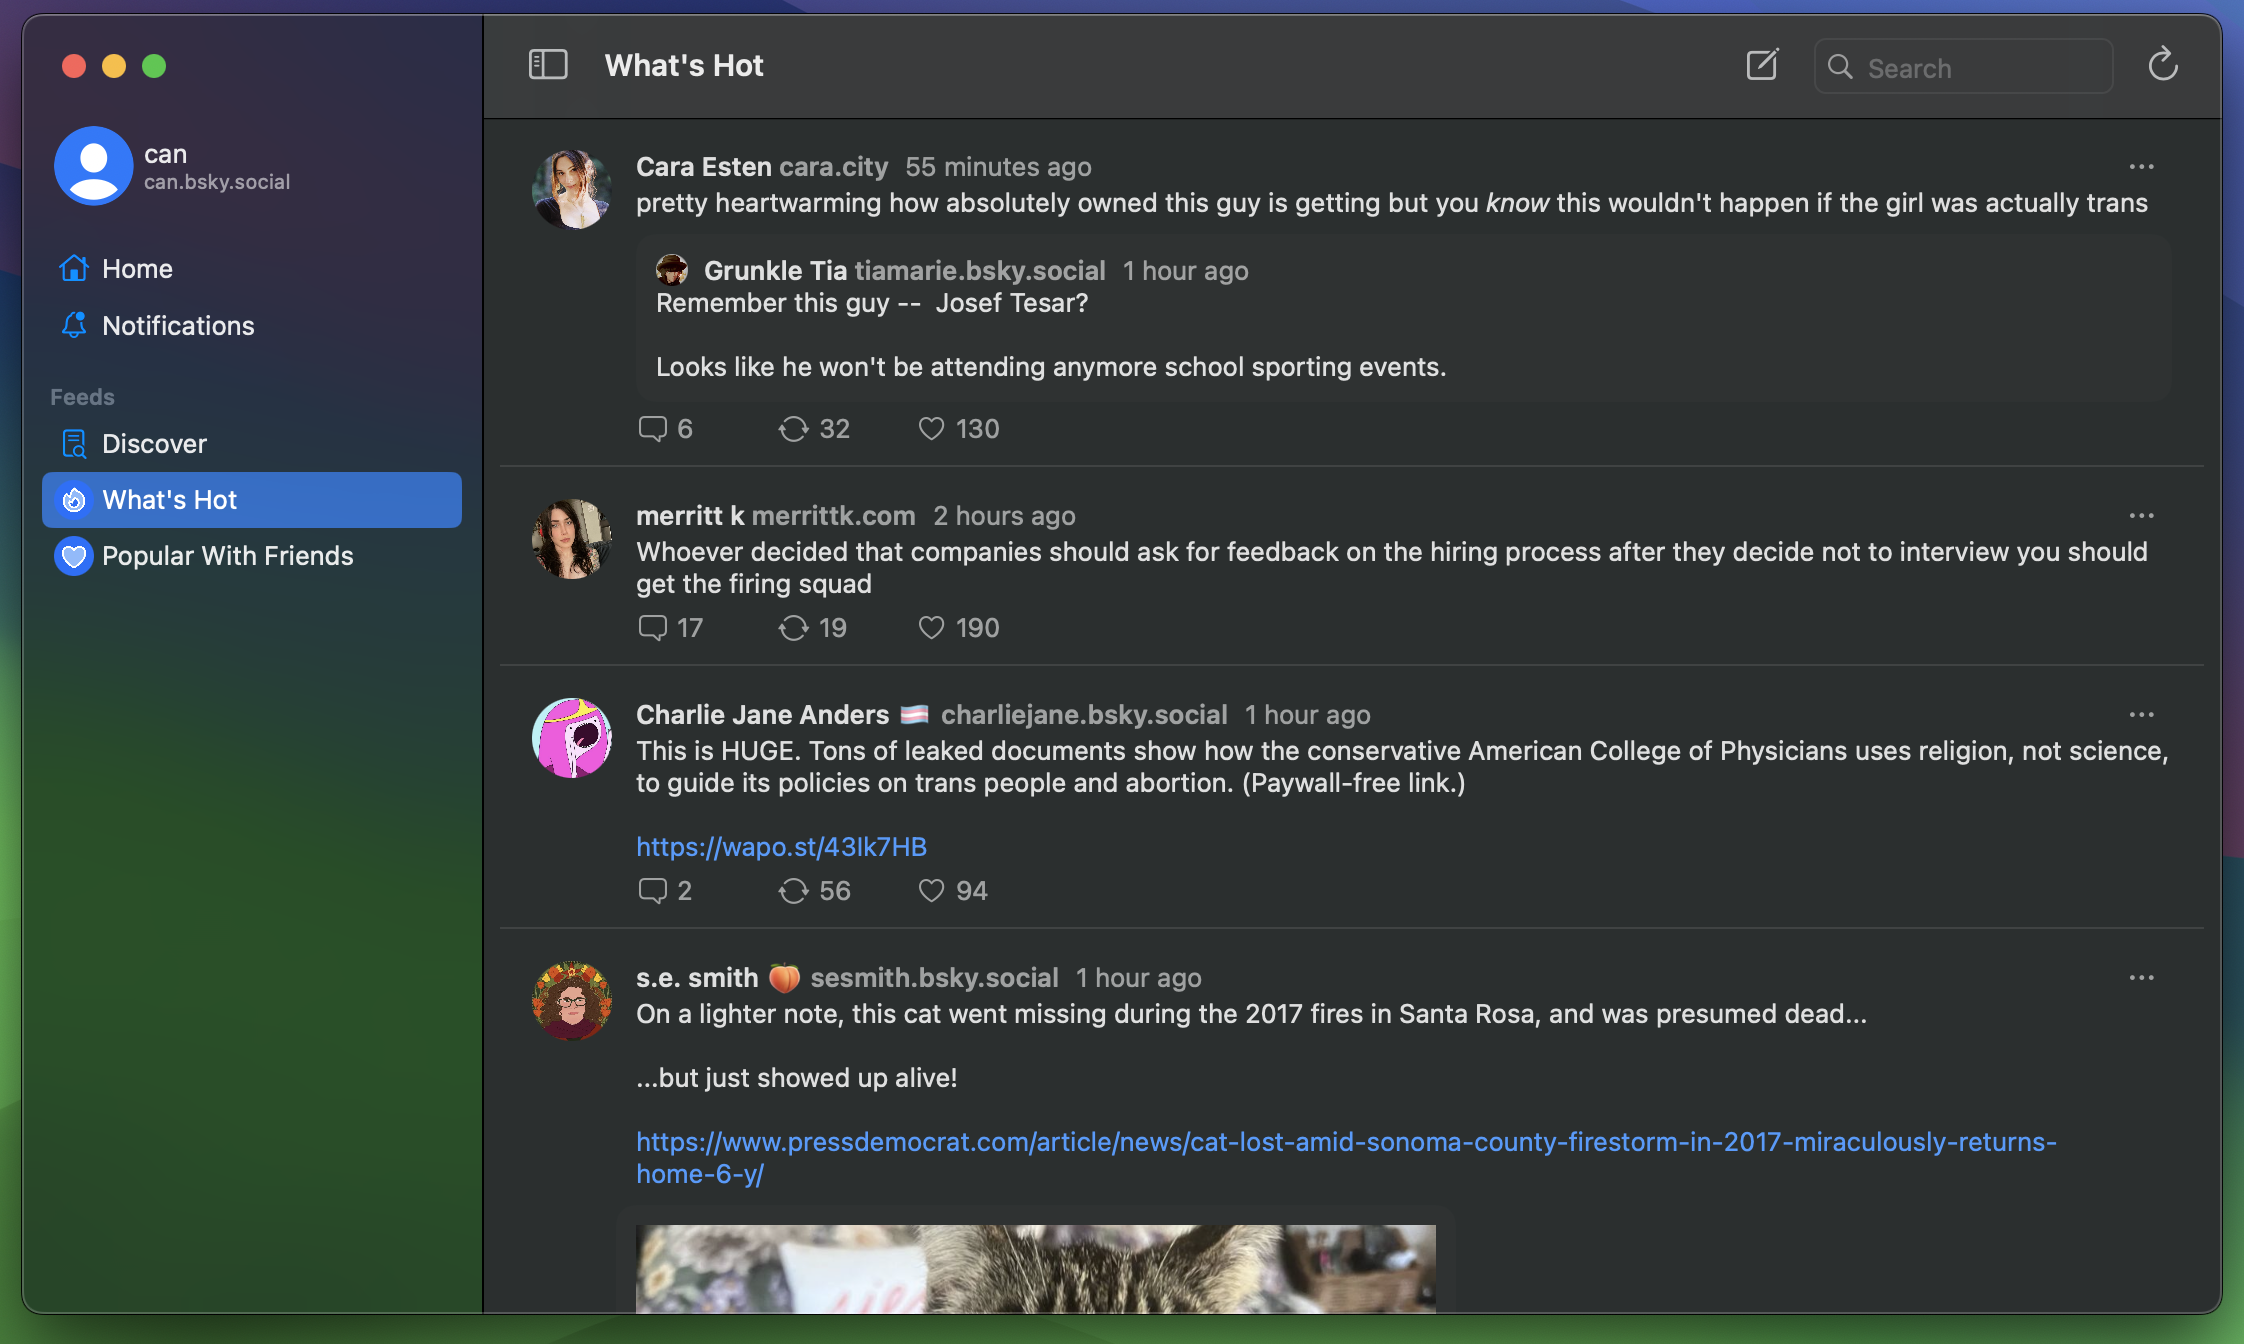 can
can.bsky.social
Home
Notifications
Feeds
Discover
What's Hot
Popular With Friends
What's Hot
Search
Cara Esten cara.city 55 minutes ago
pretty heartwarming how absolutely owned this guy is getting but you know this wouldn't happen if the girl was actually trans
Grunkle Tia tiamarie.bsky.social 1 hour ago
Remember this guy --  Josef Tesar?
Looks like he won't be attending anymore school sporting events.
6 32 130
merritt k merrittk.com 2 hours ago
Whoever decided that companies should ask for feedback on the hiring process after they decide not to interview you should
get the firing squad
17 19 190
Charlie Jane Anders 🏳️‍⚧️ charliejane.bsky.social 1 hour ago
This is HUGE. Tons of leaked documents show how the conservative American College of Physicians uses religion, not science,
to guide its policies on trans people and abortion. (Paywall-free link.)
https://wapo.st/43Ik7HB
2 56 94
s.e. smith 🍑 sesmith.bsky.social 1 hour ago
On a lighter note, this cat went missing during the 2017 fires in Santa Rosa, and was presumed dead...
...but just showed up alive!
https://www.pressdemocrat.com/article/news/cat-lost-amid-sonoma-county-firestorm-in-2017-miraculously-returns-
home-6-y/